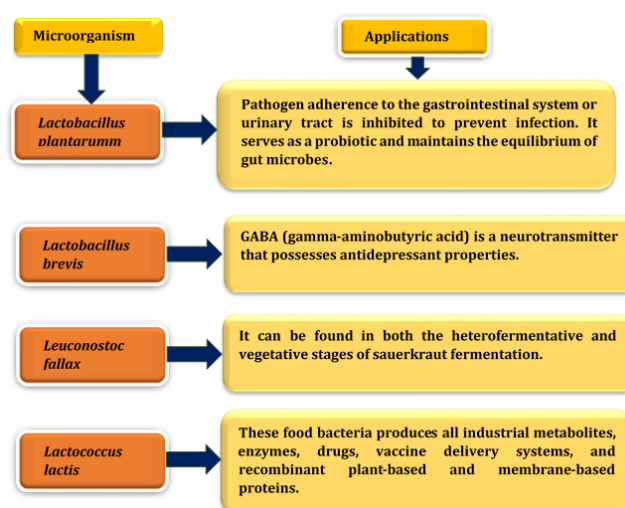 Microorganism
Applications
Lactobacillus
plantarumm
Pathogen adherence to the gastrointestinal system or
urinary tract is inhibited to prevent infection. It
serves as a probiotic and maintains the equilibrium of
gut microbes.
Lactobacillus
brevis
GABA (gamma-aminobutyric acid) is a neurotransmitter
that possesses antidepressant properties.
Leuconostoc
fallax
It can be found in both the heterofermentative and
vegetative stages of sauerkraut fermentation.
Lactococcus
lactis
These food bacteria produces all industrial metabolites,
enzymes, drugs, vaccine delivery systems, and
recombinant plant-based and membrane-based
proteins.